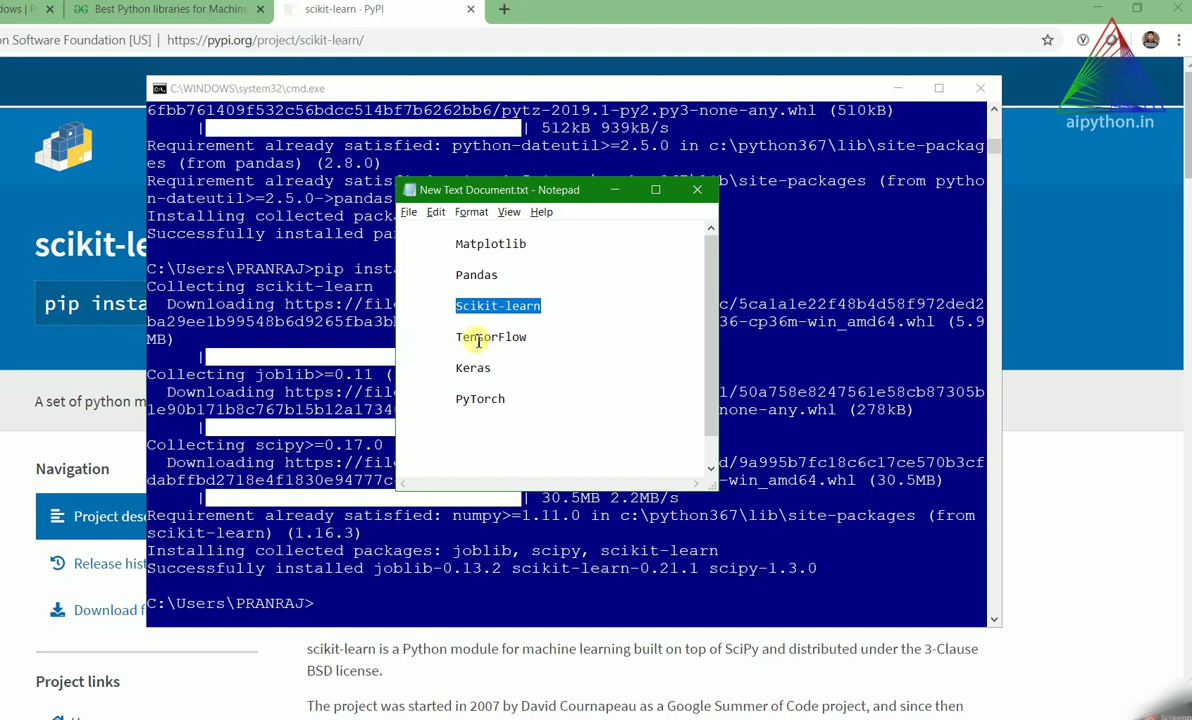 dows | P
Best Python libraries for Machine
scikit-learn · PyPI
on Software Foundation [US] | https://pypi.org/project/scikit-learn/
aipython.in
C:\WINDOWS\system32\cmd.exe
6fbb761409f532c56bdcc514bf7b6262bb6/pytz-2019.1-py2.py3-none-any.whl (510kB)
| | 512kB 939kB/s
Requirement already satisfied: python-dateutil>=2.5.0 in c:\python367\lib\site-packag
es (from pandas) (2.8.0)
Requirement already satis b\site-packages (from pytho
n-dateutil>=2.5.0->pandas
Installing collected pack
Successfully installed pa
C:\Users\PRANRAJ>pip inst
Collecting scikit-learn
Downloading https://fil c/5ca1a1e22f48b4d58f972ded2
ba29ee1b99548b6d9265fba3b 36-cp36m-win_amd64.whl (5.9
MB)
|
Collecting joblib>=0.11 (
Downloading https://fil 1/50a758e8247561e58cb87305b
1e90b171b8c767b15b12a1734 none-any.whl (278kB)
|
Collecting scipy>=0.17.0
Downloading https://fil d/9a995b7fc18c6c17ce570b3cf
dabffbd2718e4f1830e94777c -win_amd64.whl (30.5MB)
| | 30.5MB 2.2MB/s
Requirement already satisfied: numpy>=1.11.0 in c:\python367\lib\site-packages (from
scikit-learn) (1.16.3)
Installing collected packages: joblib, scipy, scikit-learn
Successfully installed joblib-0.13.2 scikit-learn-0.21.1 scipy-1.3.0
C:\Users\PRANRAJ>
New Text Document.txt - Notepad
File Edit Format View Help
Matplotlib
Pandas
Scikit-learn
TensorFlow
Keras
PyTorch
scikit-le
pip insta
A set of python m
Navigation
Project desc
Release hist
Download f
Project links
scikit-learn is a Python module for machine learning built on top of SciPy and distributed under the 3-Clause
BSD license.
The project was started in 2007 by David Cournapeau as a Google Summer of Code project, and since then